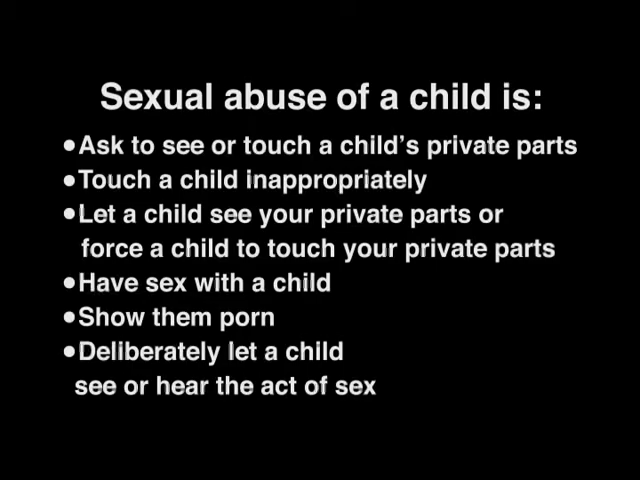 Sexual abuse of a child is:
•Ask to see or touch a child's private parts
•Touch a child inappropriately
•Let a child see your private parts or
force a child to touch your private parts
•Have sex with a child
•Show them porn
•Deliberately let a child
see or hear the act of sex